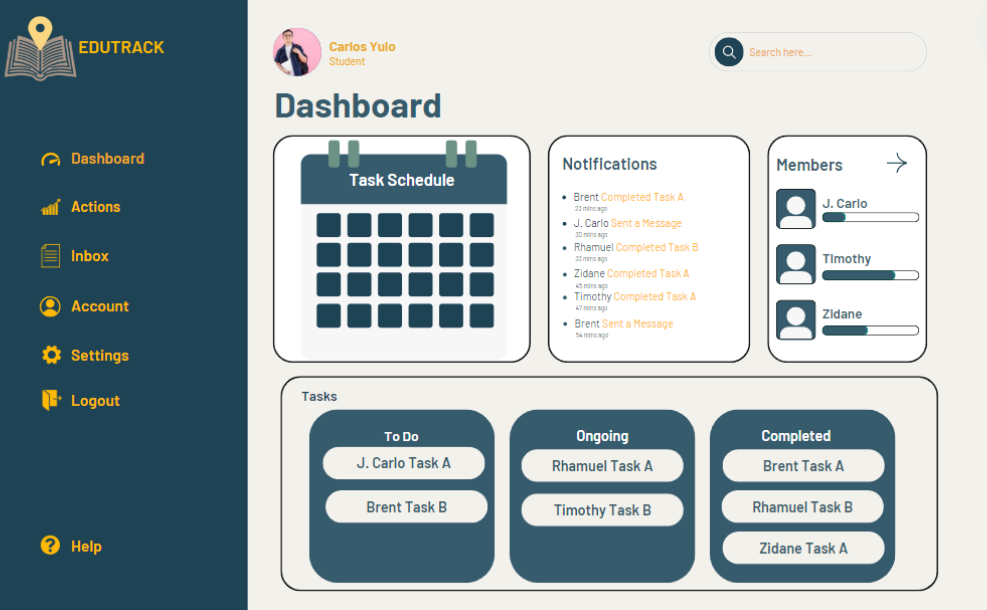 EDUTRACK
Dashboard
Actions
Inbox
Account
Settings
Logout
Help
Carlos Yulo
Student
Search here...
Dashboard
Task Schedule
Notifications
Brent Completed Task A
23 mins ago
J. Carlo Sent a Message
30 mins ago
Rhamuel Completed Task B
33 mins ago
Zidane Completed Task A
45 mins ago
Timothy Completed Task A
47 mins ago
Brent Sent a Message
54 mins ago
Members
J. Carlo
Timothy
Zidane
Tasks
To Do
J. Carlo Task A
Brent Task B
Ongoing
Rhamuel Task A
Timothy Task B
Completed
Brent Task A
Rhamuel Task B
Zidane Task A